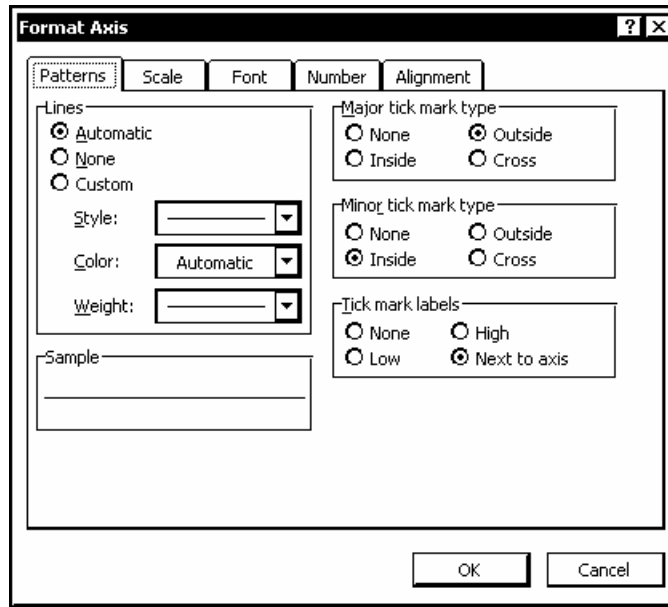 Format Axis
Patterns Scale Font Number Alignment
Lines
Automatic
None
Custom
Style:
Color: Automatic
Weight:
Sample
Major tick mark type
None Outside
Inside Cross
Minor tick mark type
None Outside
Inside Cross
Tick mark labels
None High
Low Next to axis
OK Cancel